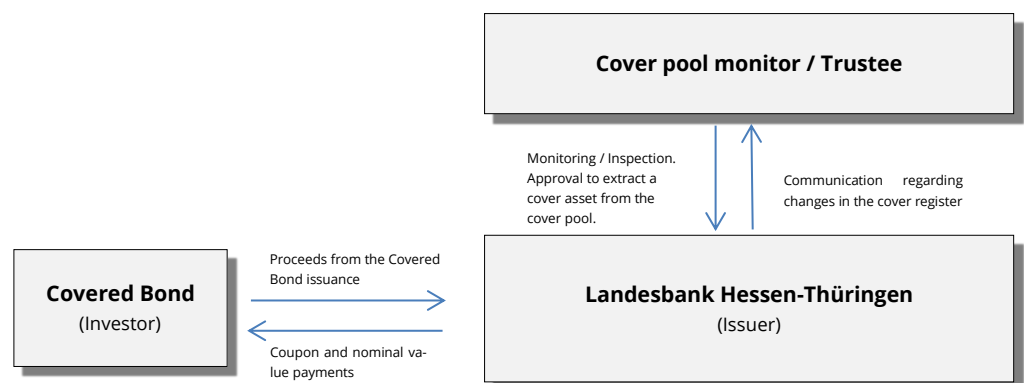 Cover pool monitor / Trustee
Monitoring / Inspection.
Approval to extract a
cover asset from the
cover pool.
Communication regarding
changes in the cover register
Covered Bond
(Investor)
Proceeds from the Covered
Bond issuance
Coupon and nominal va-
lue payments
Landesbank Hessen-Thüringen
(Issuer)